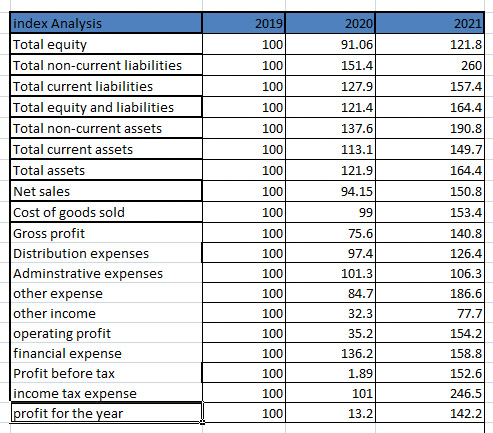 index Analysis 2019 2020 2021
Total equity 100 91.06 121.8
Total non-current liabilities 100 151.4 260
Total current liabilities 100 127.9 157.4
Total equity and liabilities 100 121.4 164.4
Total non-current assets 100 137.6 190.8
Total current assets 100 113.1 149.7
Total assets 100 121.9 164.4
Net sales 100 94.15 150.8
Cost of goods sold 100 99 153.4
Gross profit 100 75.6 140.8
Distribution expenses 100 97.4 126.4
Adminstrative expenses 100 101.3 106.3
other expense 100 84.7 186.6
other income 100 32.3 77.7
operating profit 100 35.2 154.2
financial expense 100 136.2 158.8
Profit before tax 100 1.89 152.6
income tax expense 100 101 246.5
profit for the year 100 13.2 142.2